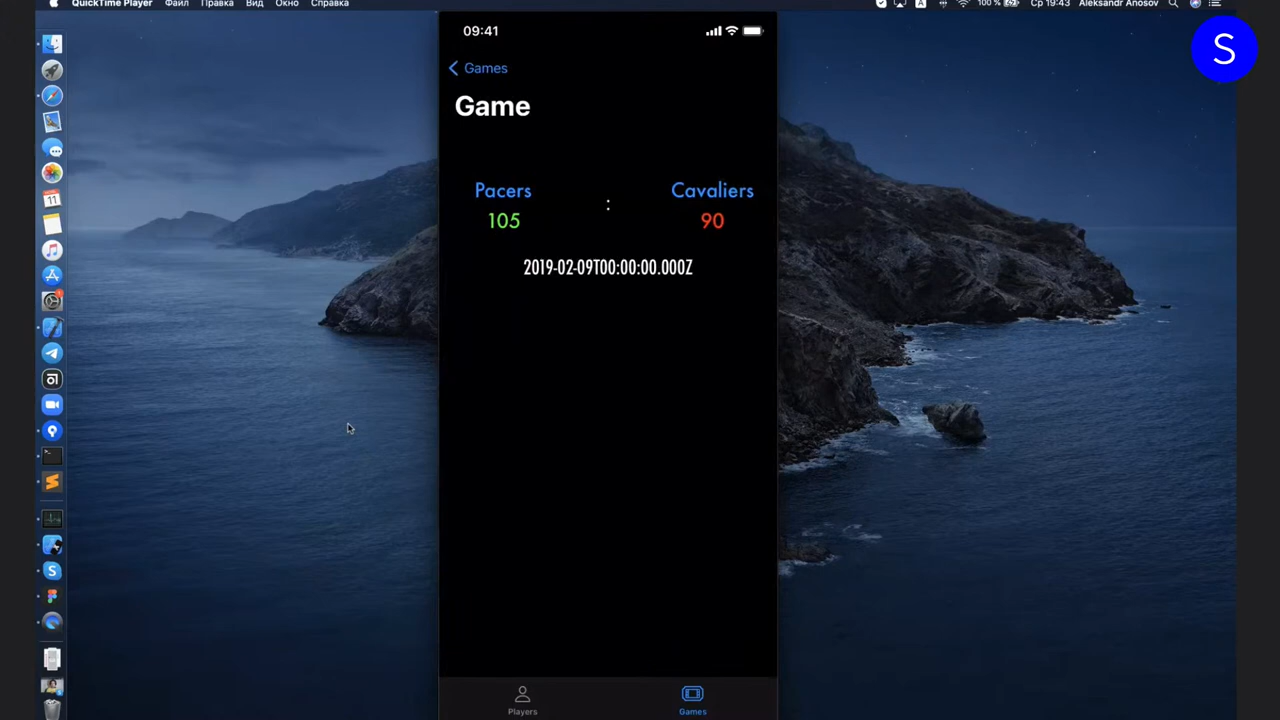 QuickTime Player Файл Правка Вид Окно Справка
A 100 % Ср 19:43 Aleksandr Anosov
S
09:41
Games
Game
Pacers : Cavaliers
105 90
2019-02-09T00:00:00.000Z
11
Players Games